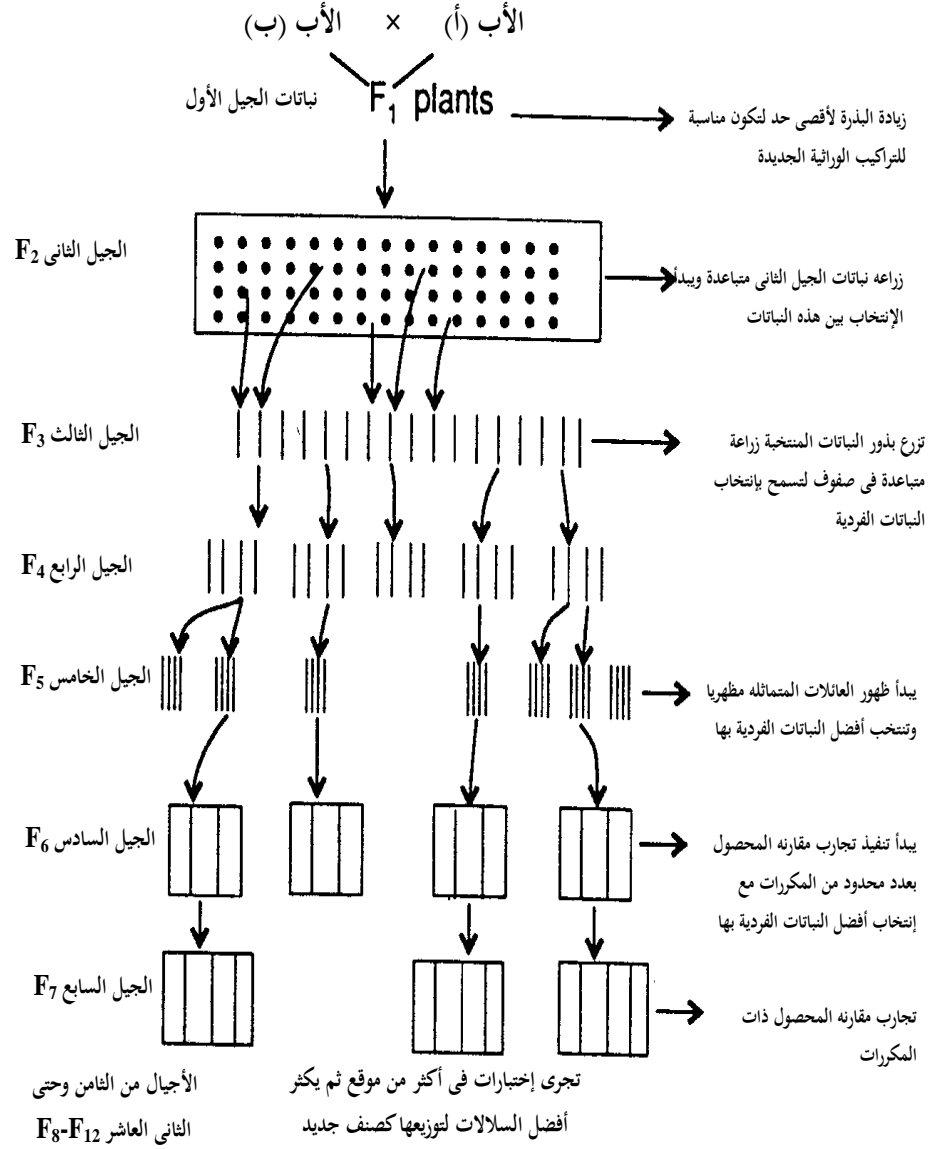 الأب (أ) × الأب (ب)
نباتات الجيل الأول F₁ plants
زيادة البذرة لأقصى حد لتكون مناسبة
للتراكيب الوراثية الجديدة
الجيل الثانى F₂
زراعه نباتات الجيل الثانى متباعدة ويبدأ
الإنتخاب بين هذه النباتات
الجيل الثالث F₃
تزرع بذور النباتات المنتخبة زراعة
متباعدة فى صفوف لتسمح بإنتخاب
النباتات الفردية
الجيل الرابع F₄
الجيل الخامس F₅
يبدأ ظهور العائلات المتماثله مظهريا
وتنتخب أفضل النباتات الفردية بها
الجيل السادس F₆
يبدأ تنفيذ تجارب مقارنه المحصول
بعدد محدود من المكررات مع
إنتخاب أفضل النباتات الفردية بها
الجيل السابع F₇
تجارب مقارنه المحصول ذات
المكررات
الأجيال من الثامن وحتى
الثانى العاشر F₈-F₁₂
تجرى إختبارات فى أكثر من موقع ثم يكثر
أفضل السلالات لتوزيعها كصنف جديد